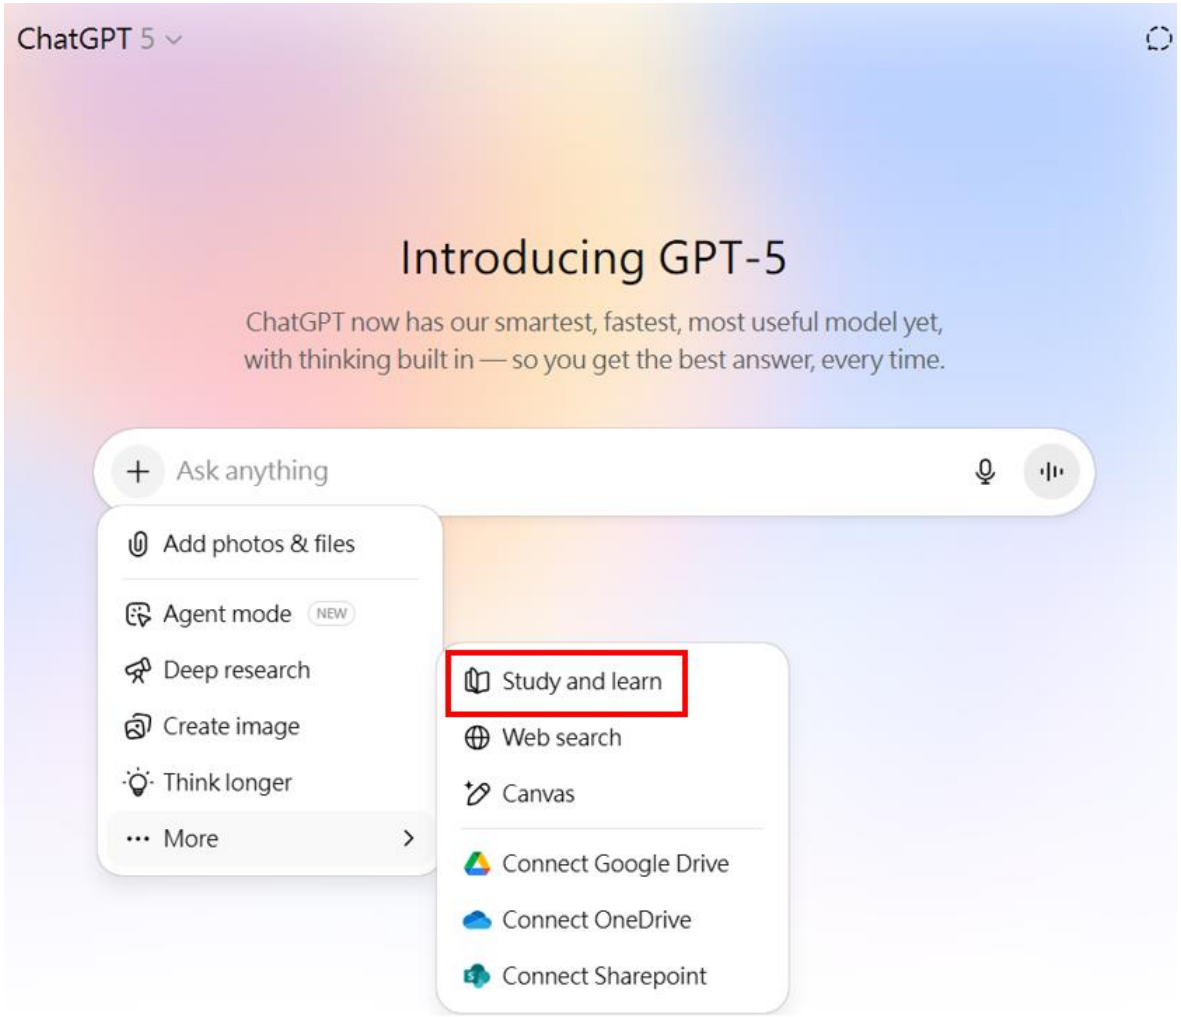 ChatGPT 5
Introducing GPT-5
ChatGPT now has our smartest, fastest, most useful model yet,
with thinking built in — so you get the best answer, every time.
Ask anything
Add photos & files
Agent mode NEW
Deep research
Create image
Think longer
More
Study and learn
Web search
Canvas
Connect Google Drive
Connect OneDrive
Connect Sharepoint